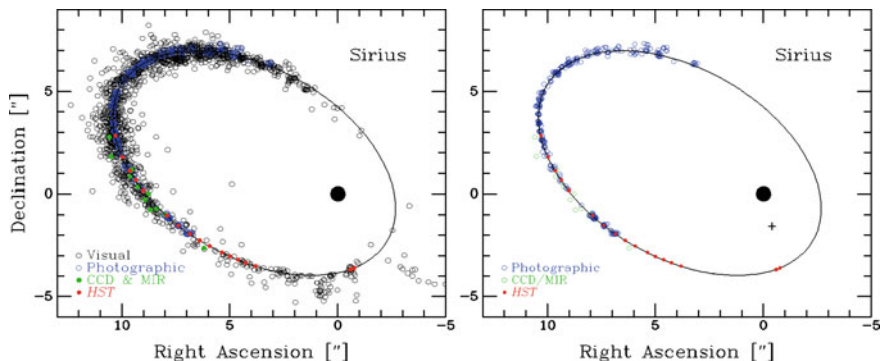 Sirius
5
0
−5
10
5
0
−5
Declination ["]
Right Ascension ["]
Visual
Photographic
CCD & MIR
HST
Sirius
5
0
−5
10
5
0
−5
Right Ascension ["]
Photographic
CCD/MIR
HST